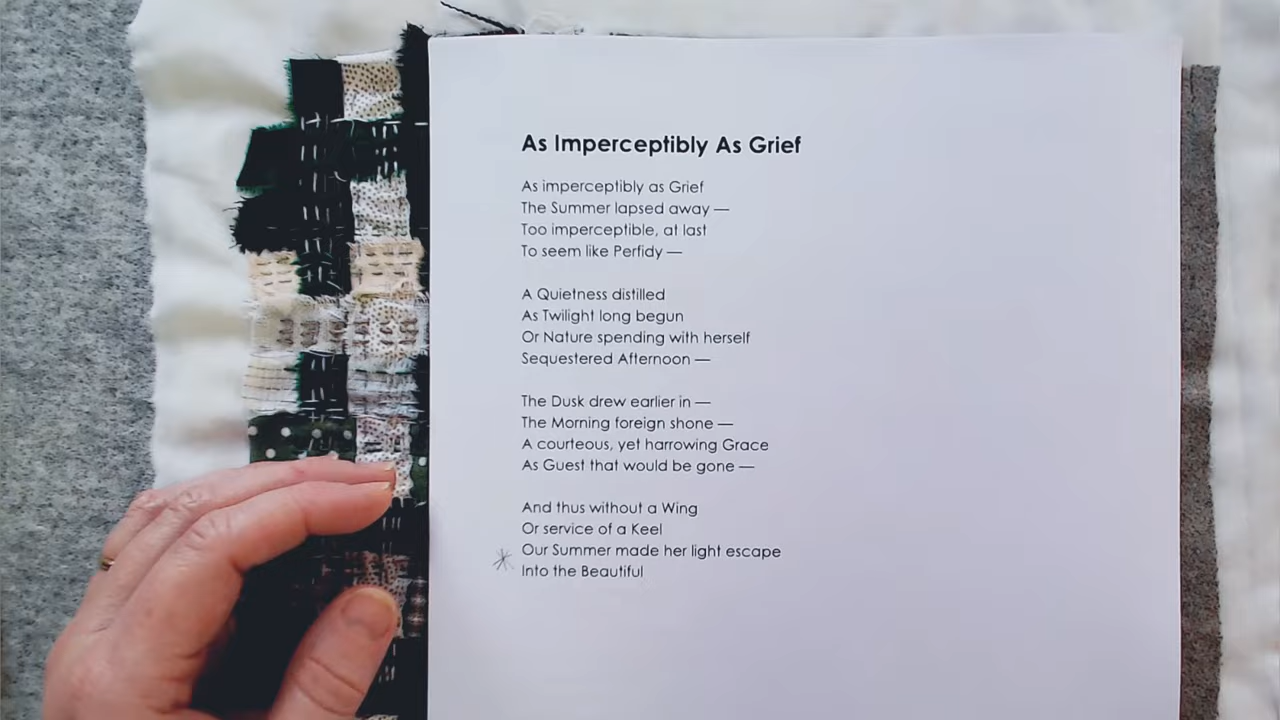 As Imperceptibly As Grief
As imperceptibly as Grief
The Summer lapsed away —
Too imperceptible, at last
To seem like Perfidy —
A Quietness distilled
As Twilight long begun
Or Nature spending with herself
Sequestered Afternoon —
The Dusk drew earlier in —
The Morning foreign shone —
A courteous, yet harrowing Grace
As Guest that would be gone —
And thus without a Wing
Or service of a Keel
* Our Summer made her light escape
Into the Beautiful